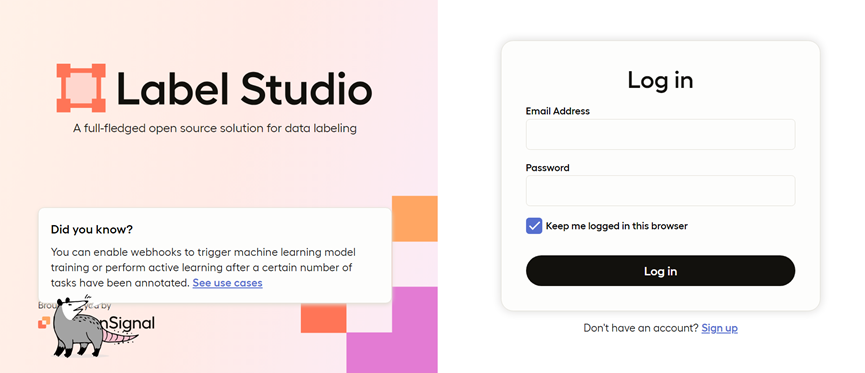 Label Studio
A full-fledged open source solution for data labeling
Did you know?
You can enable webhooks to trigger machine learning model
training or perform active learning after a certain number of
tasks have been annotated. See use cases
by
nSignal
Log in
Email Address
Password
Keep me logged in this browser
Log in
Don't have an account? Sign up